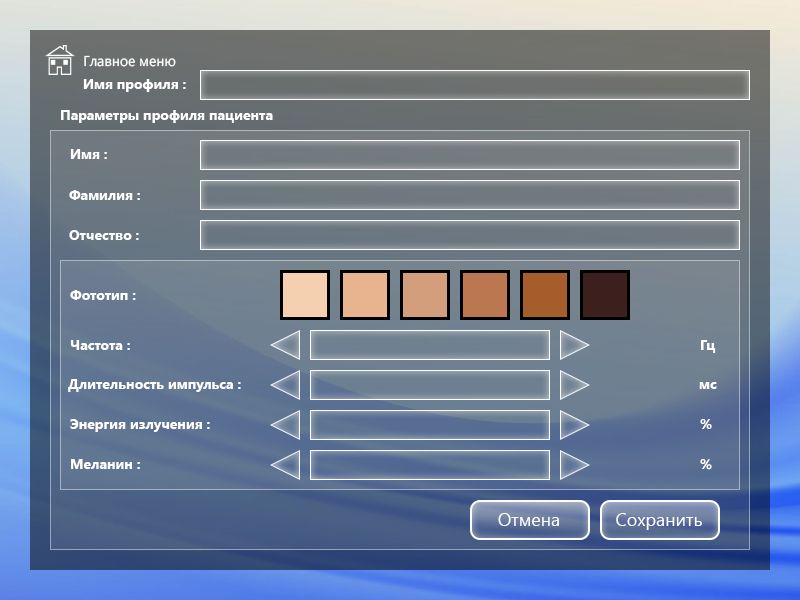 Главное меню
Имя профиля :
Параметры профиля пациента
Имя :
Фамилия :
Отчество :
Фототип :
Частота : Гц
Длительность импульса : мс
Энергия излучения : %
Меланин : %
Отмена Сохранить